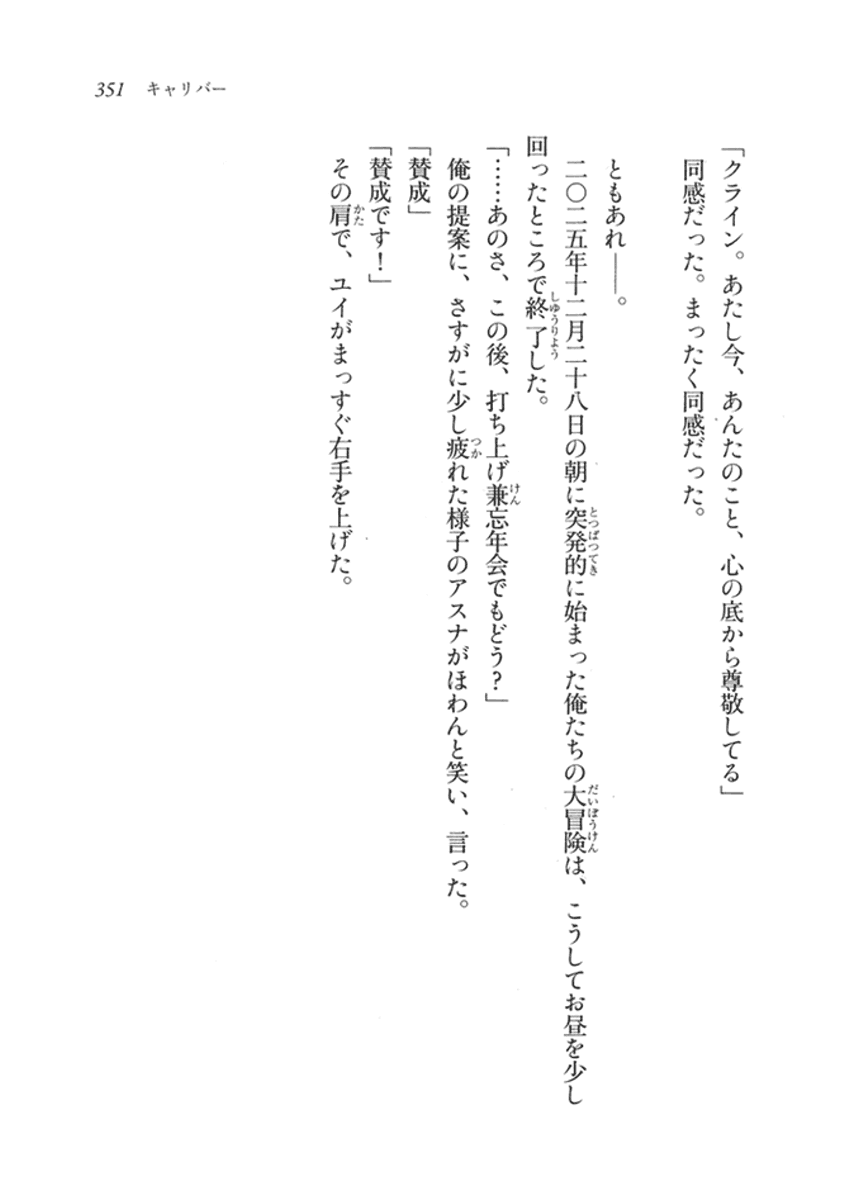 351 キャリバー
「クライン。あたし今、あんたのこと、心の底から尊敬してる」
同感だった。まったく同感だった。
ともあれ――。
二〇二五年十二月二十八日の朝に突発的に始まった俺たちの大冒険は、こうしてお昼を少し
回ったところで終了した。
「……あのさ、この後、打ち上げ兼忘年会でもどう？」
俺の提案に、さすがに少し疲れた様子のアスナがほわんと笑い、言った。
「賛成」
「賛成です！」
その肩で、ユイがまっすぐ右手を上げた。